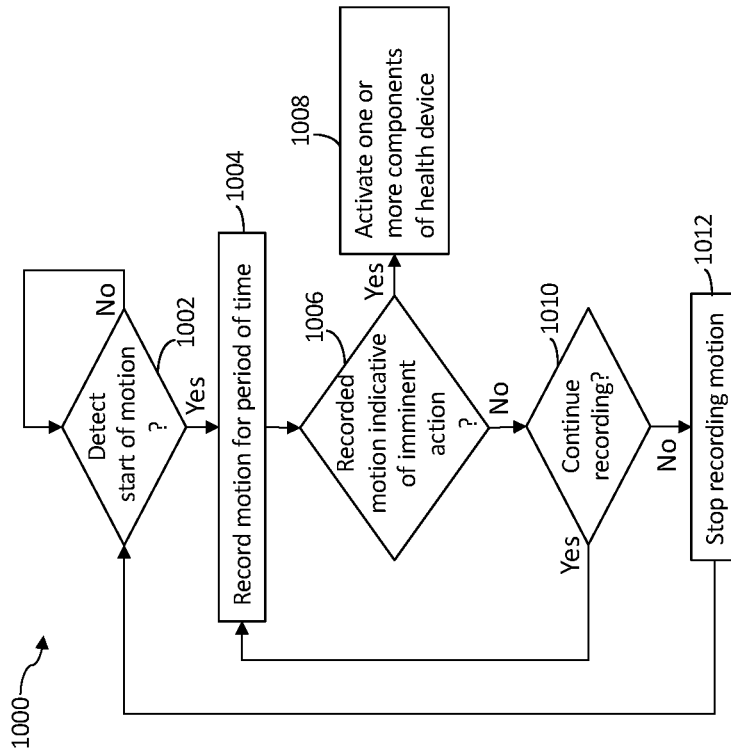 1000
Detect
start of motion
?
1002
No
Yes
Record motion for period of time
1004
Recorded
motion indicative
of imminent
action
?
1006
Yes
Activate one or
more components
of health device
1008
No
Continue
recording?
1010
Yes
No
Stop recording motion
1012